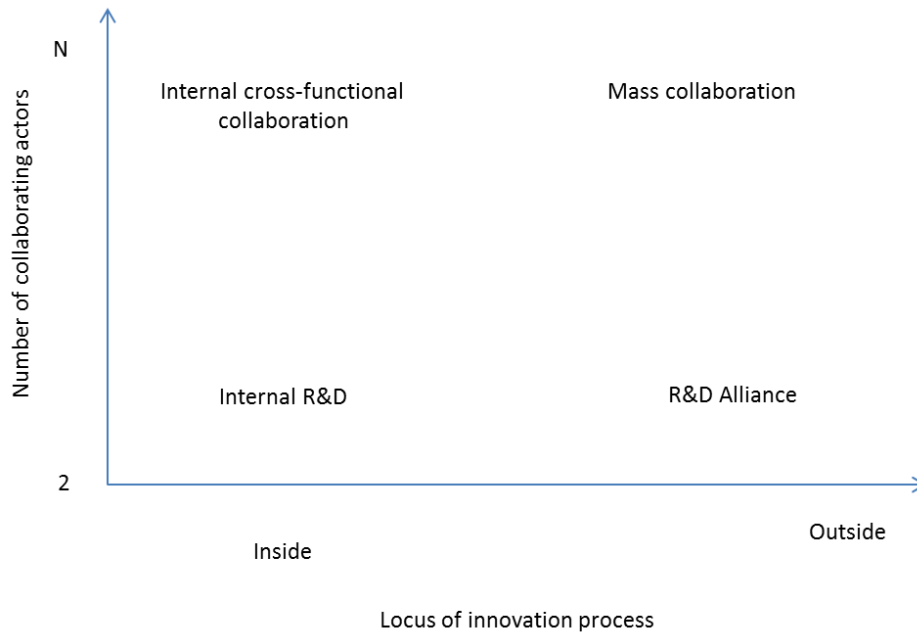 N
Internal cross-functional
collaboration
Mass collaboration
Number of collaborating actors
Internal R&D
R&D Alliance
2
Inside
Outside
Locus of innovation process